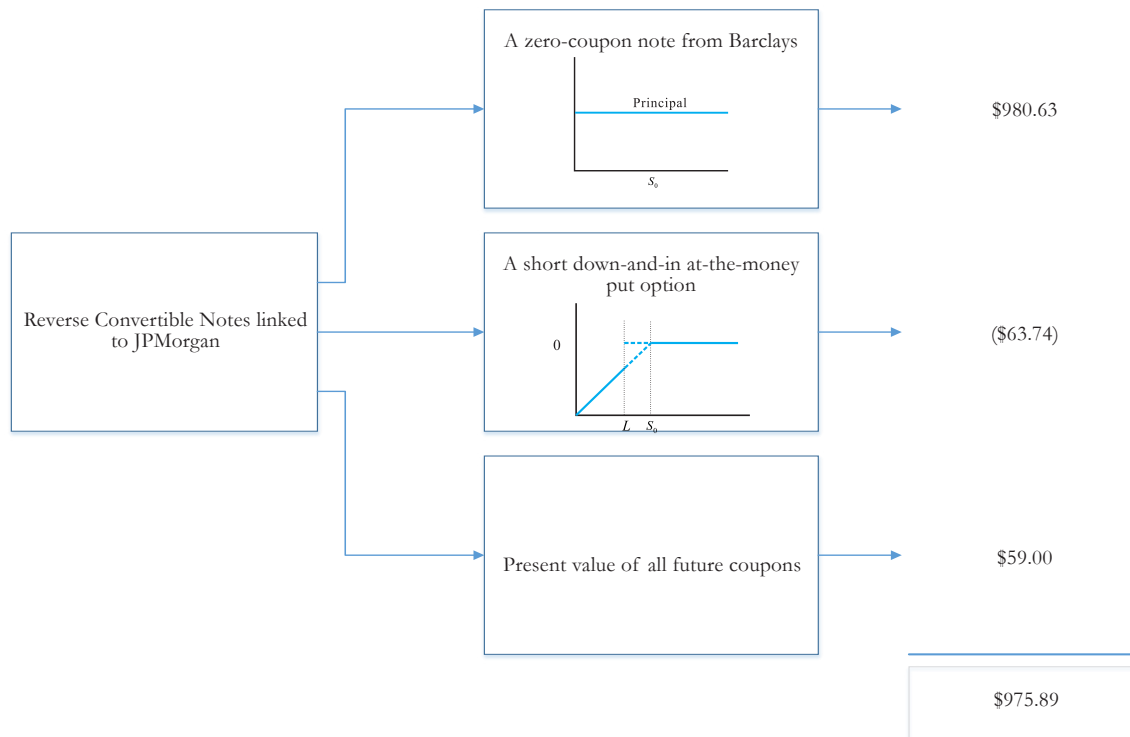 A zero-coupon note from Barclays
Principal
S₀
$980.63
Reverse Convertible Notes linked
to JPMorgan
A short down-and-in at-the-money
put option
0
L S₀
($63.74)
Present value of all future coupons
$59.00
$975.89